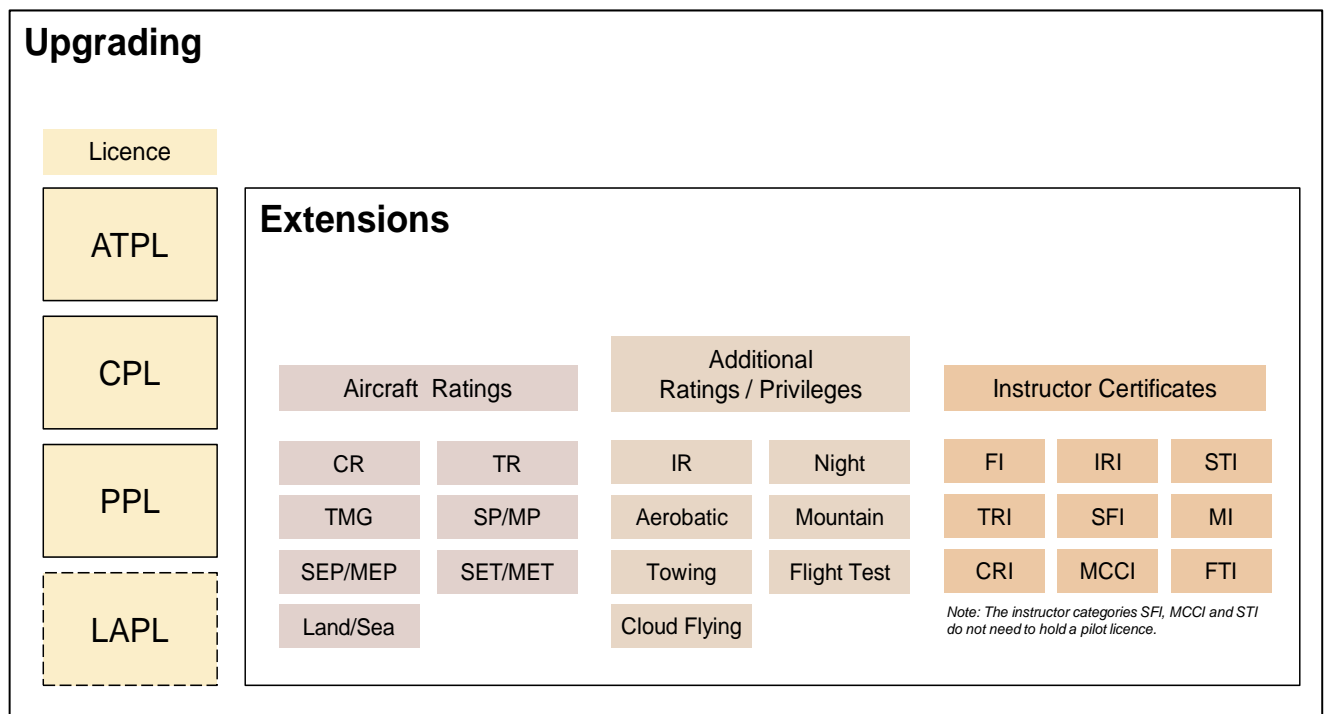 Upgrading
Licence
ATPL
CPL
PPL
LAPL
Extensions
Aircraft Ratings
CR
TR
TMG
SP/MP
SEP/MEP
SET/MET
Land/Sea
Additional
Ratings / Privileges
IR
Night
Aerobatic
Mountain
Towing
Flight Test
Cloud Flying
Instructor Certificates
FI
IRI
STI
TRI
SFI
MI
CRI
MCCI
FTI
Note: The instructor categories SFI, MCCI and STI
do not need to hold a pilot licence.